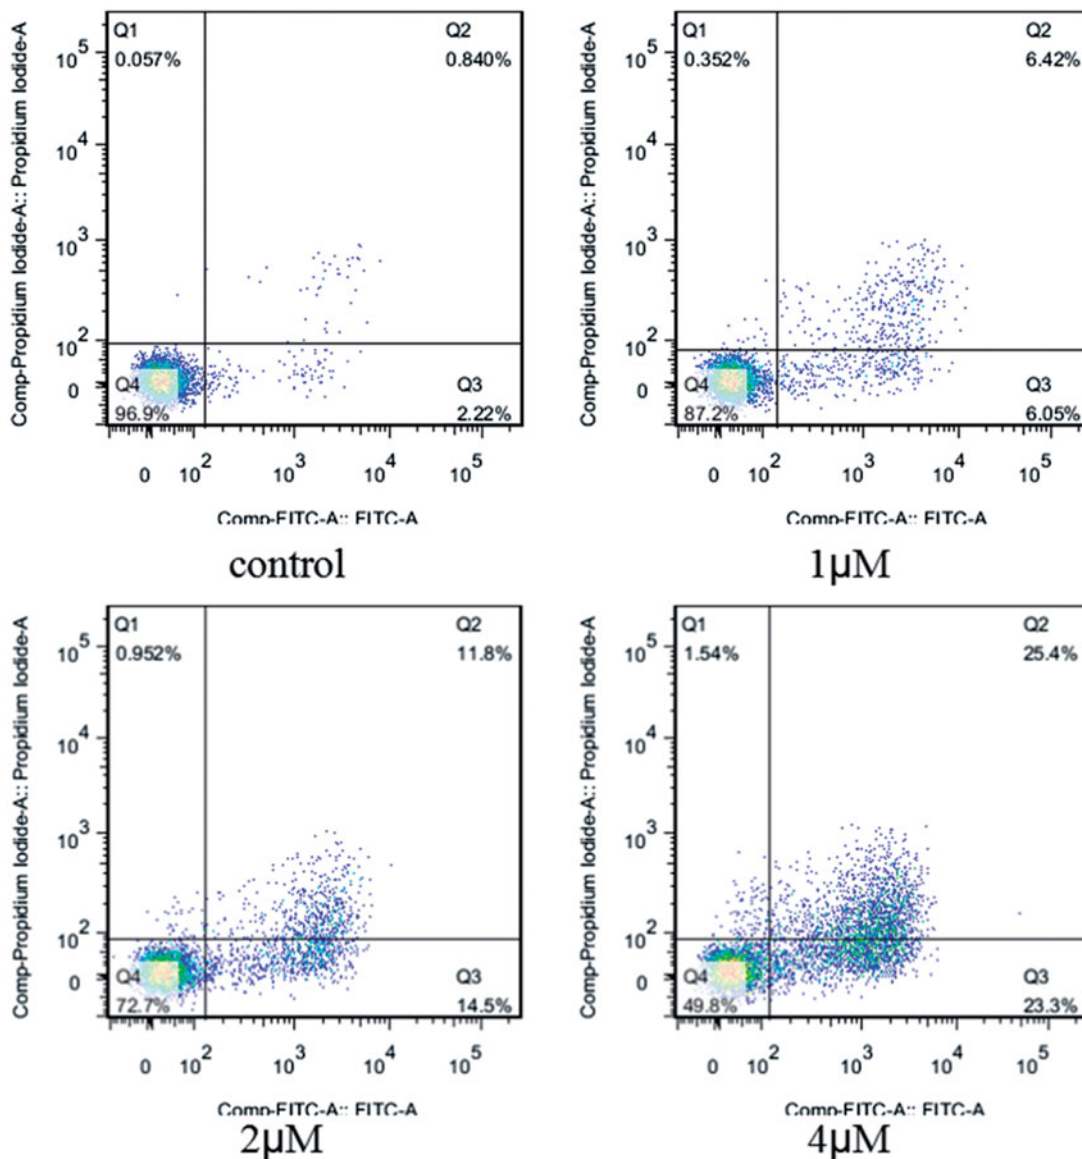 Q1 Q2
0.057% 0.840%
Comp-Propidium Iodide-A:: Propidium Iodide-A
10^5
10^4
10^3
10^2
0
Q4 Q3
96.9% 2.22%
0 10^2 10^3 10^4 10^5
Comp-FITC-A:: FITC-A
control
Q1 Q2
0.352% 6.42%
Comp-Propidium Iodide-A:: Propidium Iodide-A
10^5
10^4
10^3
10^2
0
Q4 Q3
87.2% 6.05%
0 10^2 10^3 10^4 10^5
Comp-FITC-A:: FITC-A
1μM
Q1 Q2
0.952% 11.8%
Comp-Propidium Iodide-A:: Propidium Iodide-A
10^5
10^4
10^3
10^2
0
Q4 Q3
72.7% 14.5%
0 10^2 10^3 10^4 10^5
Comp-FITC-A:: FITC-A
2μM
Q1 Q2
1.54% 25.4%
Comp-Propidium Iodide-A:: Propidium Iodide-A
10^5
10^4
10^3
10^2
0
Q4 Q3
49.8% 23.3%
0 10^2 10^3 10^4 10^5
Comp-FITC-A:: FITC-A
4μM